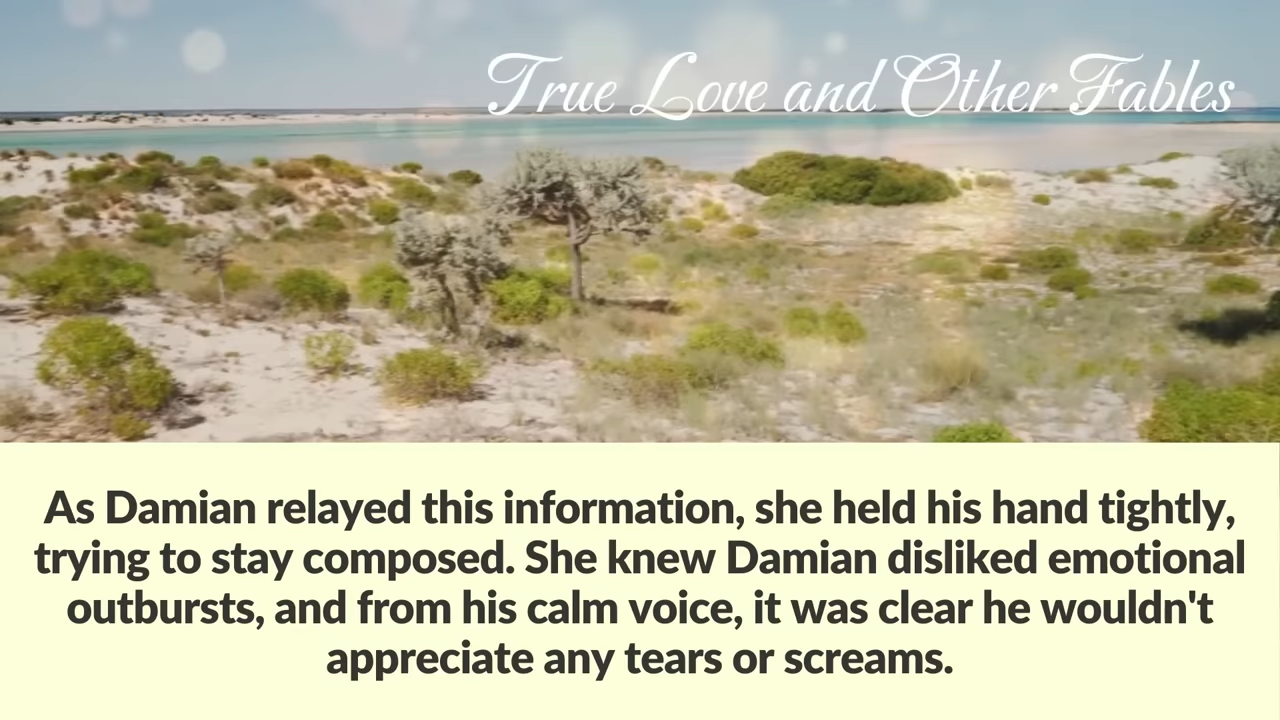 True Love and Other Fables
As Damian relayed this information, she held his hand tightly,
trying to stay composed. She knew Damian disliked emotional
outbursts, and from his calm voice, it was clear he wouldn't
appreciate any tears or screams.